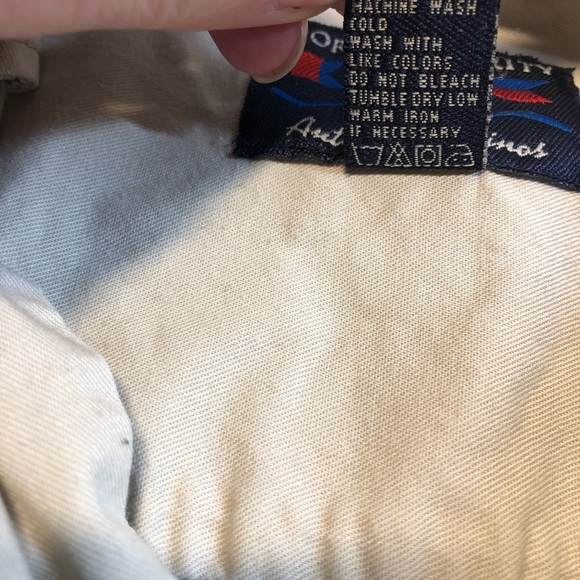 MACHINE WASH
COLD
WASH WITH
LIKE COLORS
DO NOT BLEACH
TUMBLE DRY LOW
WARM IRON
IF NECESSARY